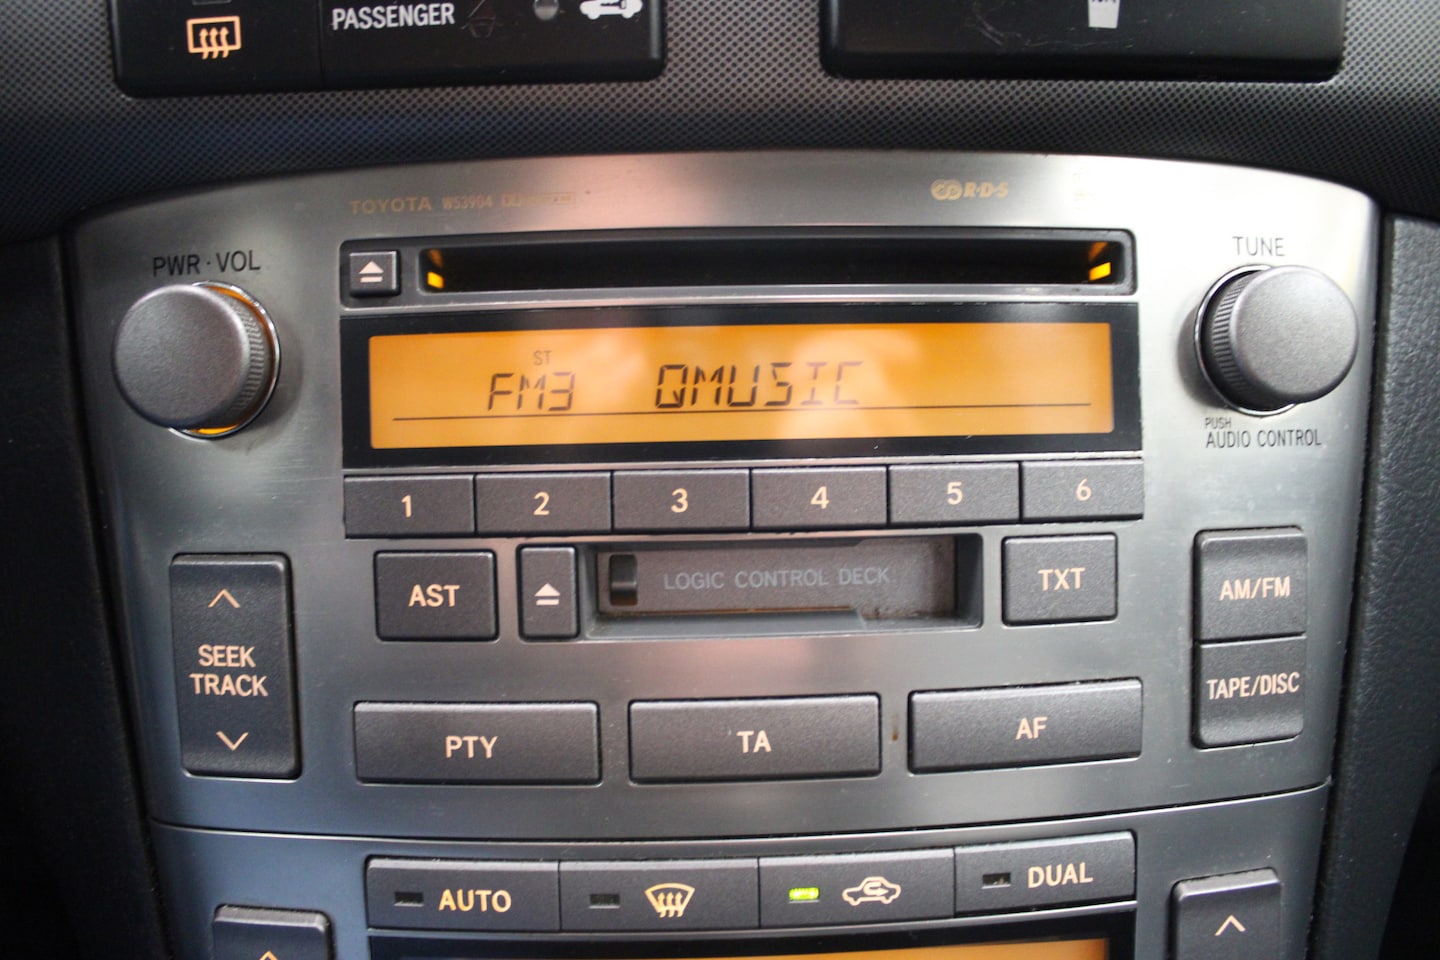 PASSENGER
TOYOTA W53904
R·D·S
PWR·VOL
TUNE
ST
FM3 QMUSIC
PUSH
AUDIO CONTROL
1 2 3 4 5 6
AST
LOGIC CONTROL DECK
TXT
AM/FM
SEEK
TRACK
TAPE/DISC
PTY
TA
AF
AUTO
DUAL